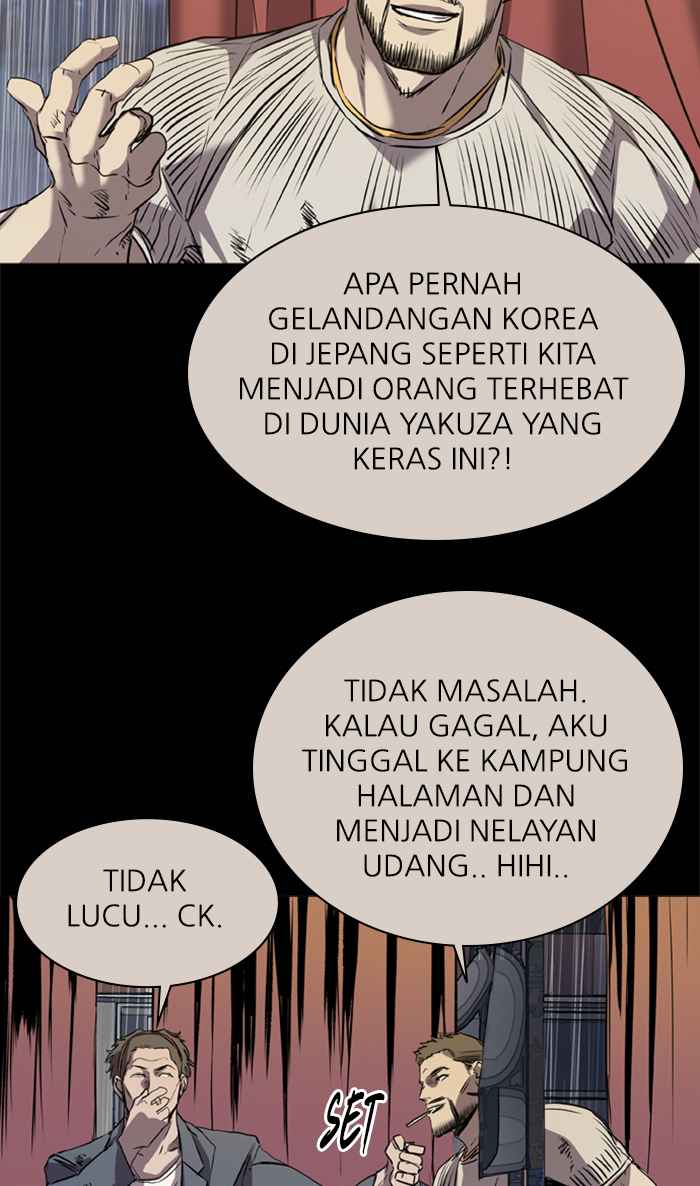 APA PERNAH
GELANDANGAN KOREA
DI JEPANG SEPERTI KITA
MENJADI ORANG TERHEBAT
DI DUNIA YAKUZA YANG
KERAS INI?!
TIDAK MASALAH.
KALAU GAGAL, AKU
TINGGAL KE KAMPUNG
HALAMAN DAN
MENJADI NELAYAN
UDANG.. HIHI..
TIDAK
LUCU... CK.
SET